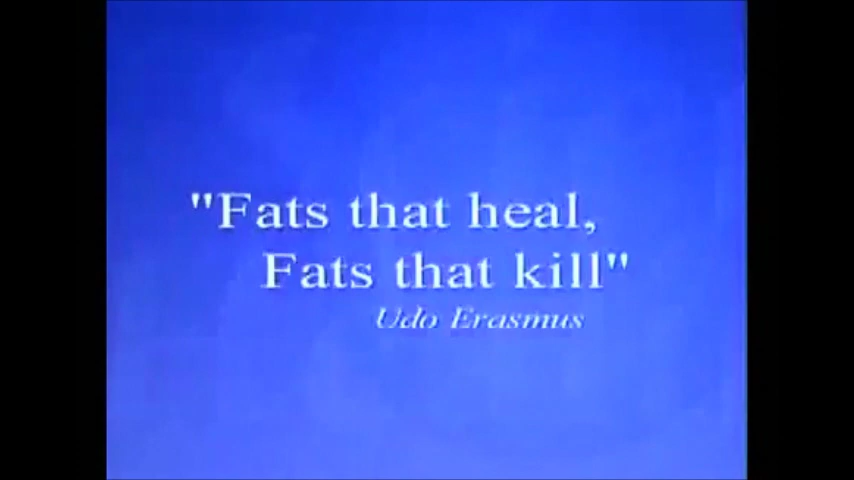 "Fats that heal,
Fats that kill"
Udo Erasmus